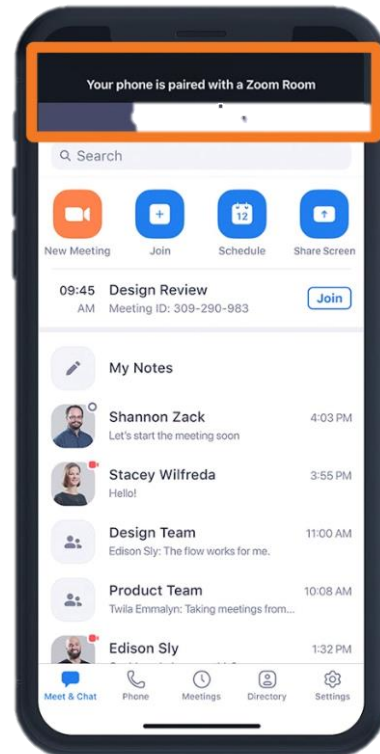 Your phone is paired with a Zoom Room
Search
New Meeting
Join
12
Schedule
Share Screen
09:45 Design Review
AM Meeting ID: 309-290-983
Join
My Notes
Shannon Zack 4:03 PM
Let's start the meeting soon
Stacey Wilfreda 3:55 PM
Hello!
Design Team 11:00 AM
Edison Sly: The flow works for me.
Product Team 10:08 AM
Twila Emmalyn: Taking meetings from...
Edison Sly 1:32 PM
Meet & Chat
Phone
Meetings
Directory
Settings